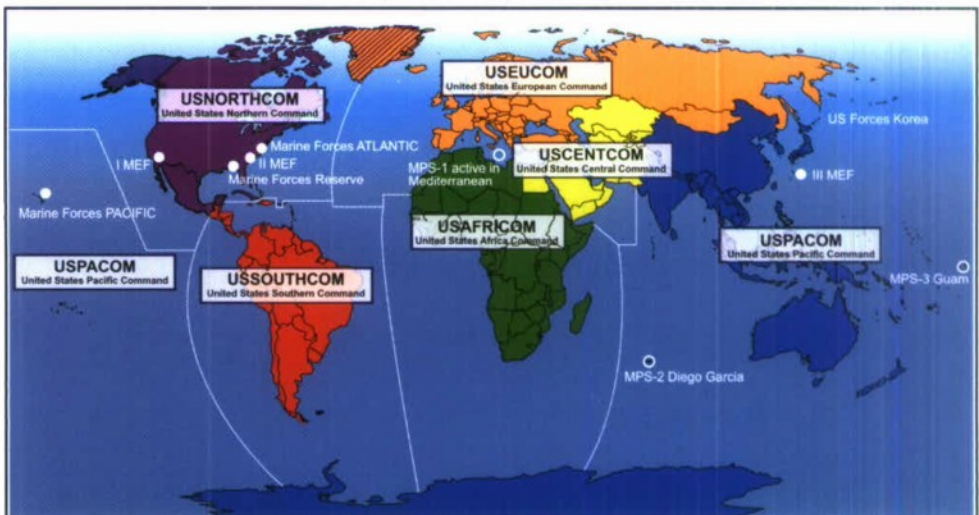 USEUCOM
United States European Command
USNORTHCOM
United States Northern Command
US Forces Korea
Marine Forces ATLANTIC
I MEF
II MEF
Marine Forces Reserve
MPS-1 active in
Mediterranean
USCENTCOM
United States Central Command
III MEF
Marine Forces PACIFIC
USAFRICOM
United States Africa Command
USPACOM
United States Pacific Command
USPACOM
United States Pacific Command
USSOUTHCOM
United States Southern Command
MPS-3 Guam
MPS-2 Diego Garcia